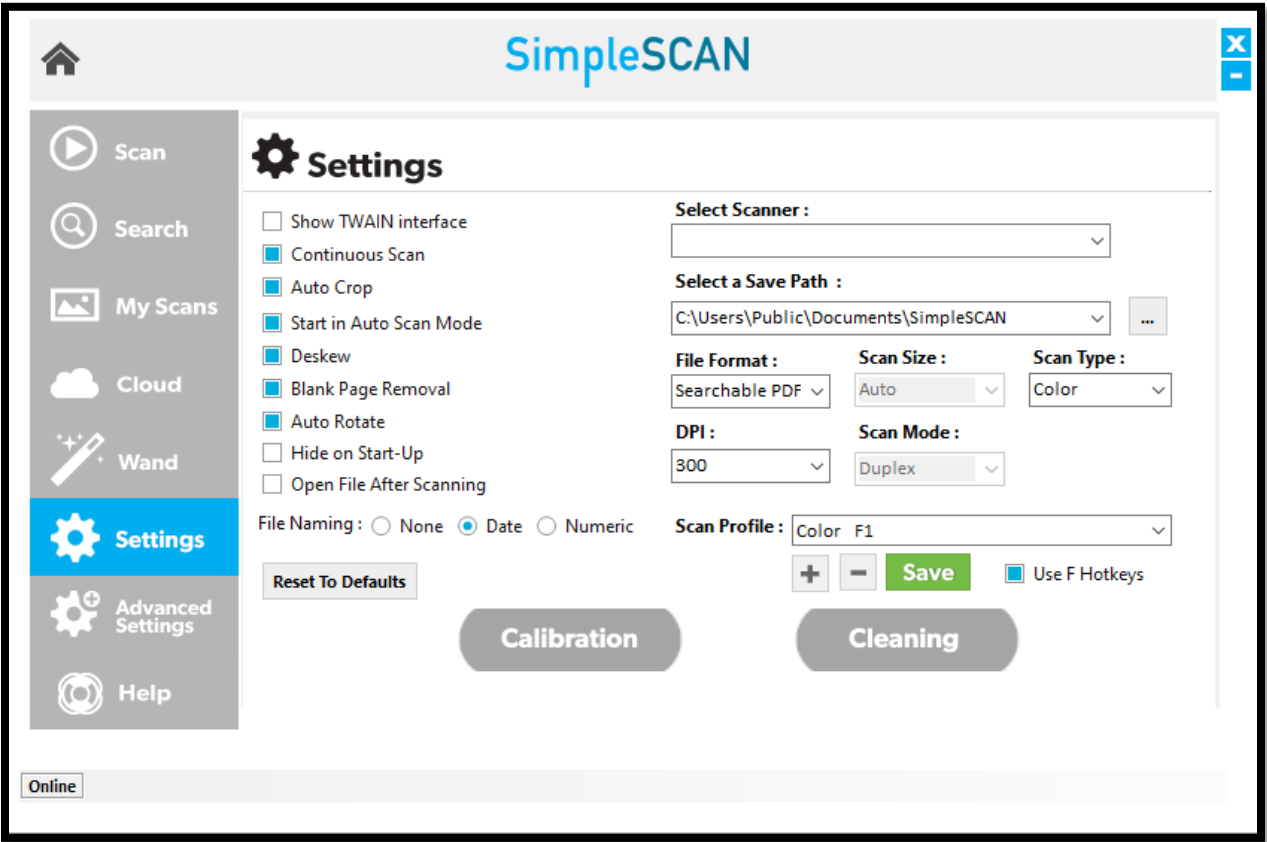 SimpleSCAN
X
-
Scan
Search
My Scans
Cloud
Wand
Settings
Advanced
Settings
Help
Settings
Show TWAIN interface
Continuous Scan
Auto Crop
Start in Auto Scan Mode
Deskew
Blank Page Removal
Auto Rotate
Hide on Start-Up
Open File After Scanning
File Naming : None Date Numeric
Reset To Defaults
Select Scanner :
Select a Save Path :
C:\Users\Public\Documents\SimpleSCAN ...
File Format : Scan Size : Scan Type :
Searchable PDF Auto Color
DPI : Scan Mode :
300 Duplex
Scan Profile : Color F1
+ - Save Use F Hotkeys
Calibration Cleaning
Online